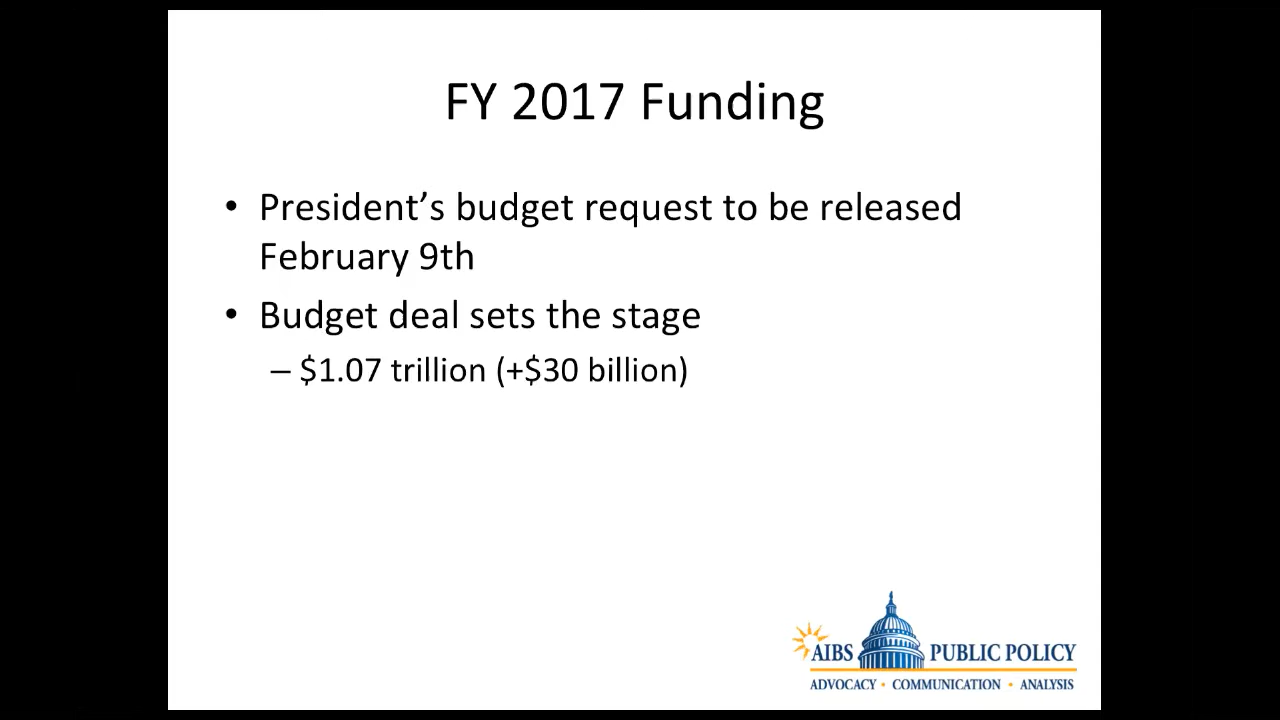 FY 2017 Funding
• President’s budget request to be released
February 9th
• Budget deal sets the stage
– $1.07 trillion (+$30 billion)
AIBS PUBLIC POLICY
ADVOCACY • COMMUNICATION • ANALYSIS